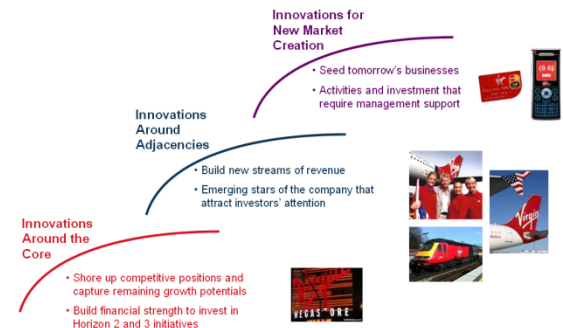 Innovations for
New Market
Creation
• Seed tomorrow's businesses
• Activities and investment that
require management support
Innovations
Around
Adjacencies
• Build new streams of revenue
• Emerging stars of the company that
attract investors' attention
Virgin
Innovations
Around the
Core
• Shore up competitive positions and
capture remaining growth potentials
• Build financial strength to invest in
Horizon 2 and 3 initiatives
MEGASTORE